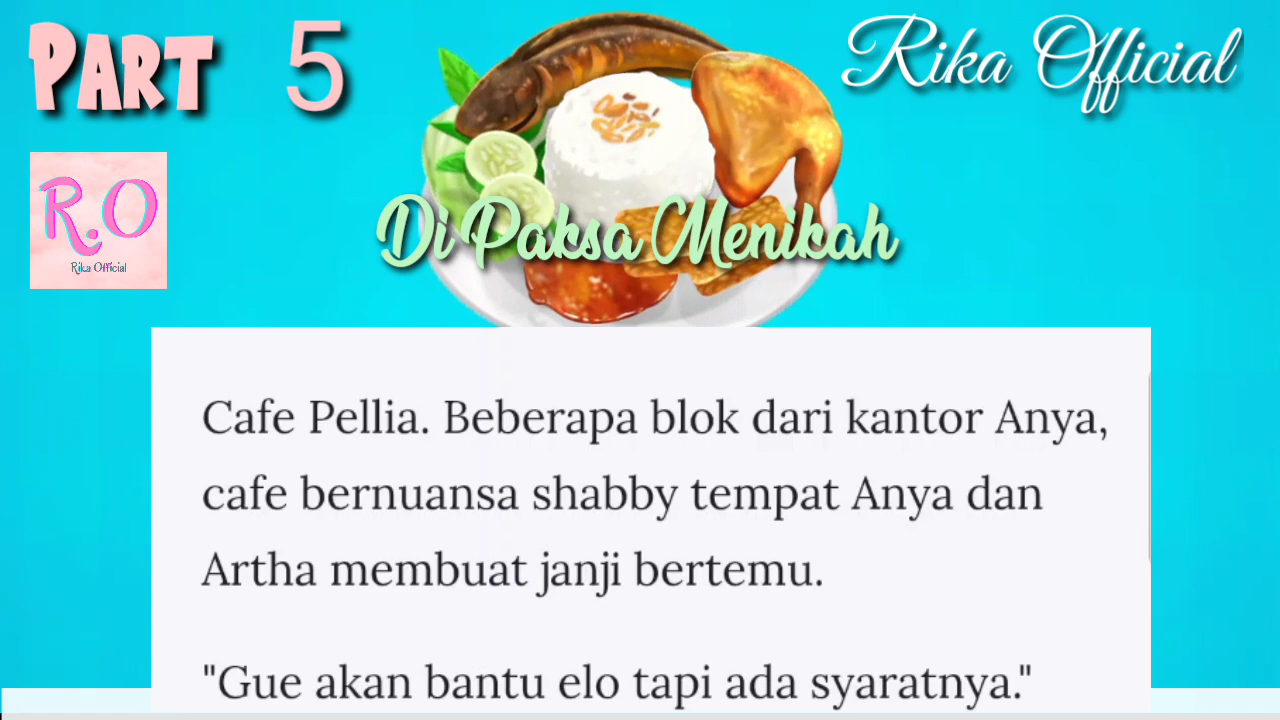 PART 5
Rika Official
R.O
Rika Official
Di Paksa Menikah
Cafe Pellia. Beberapa blok dari kantor Anya,
cafe bernuansa shabby tempat Anya dan
Artha membuat janji bertemu.
"Gue akan bantu elo tapi ada syaratnya."